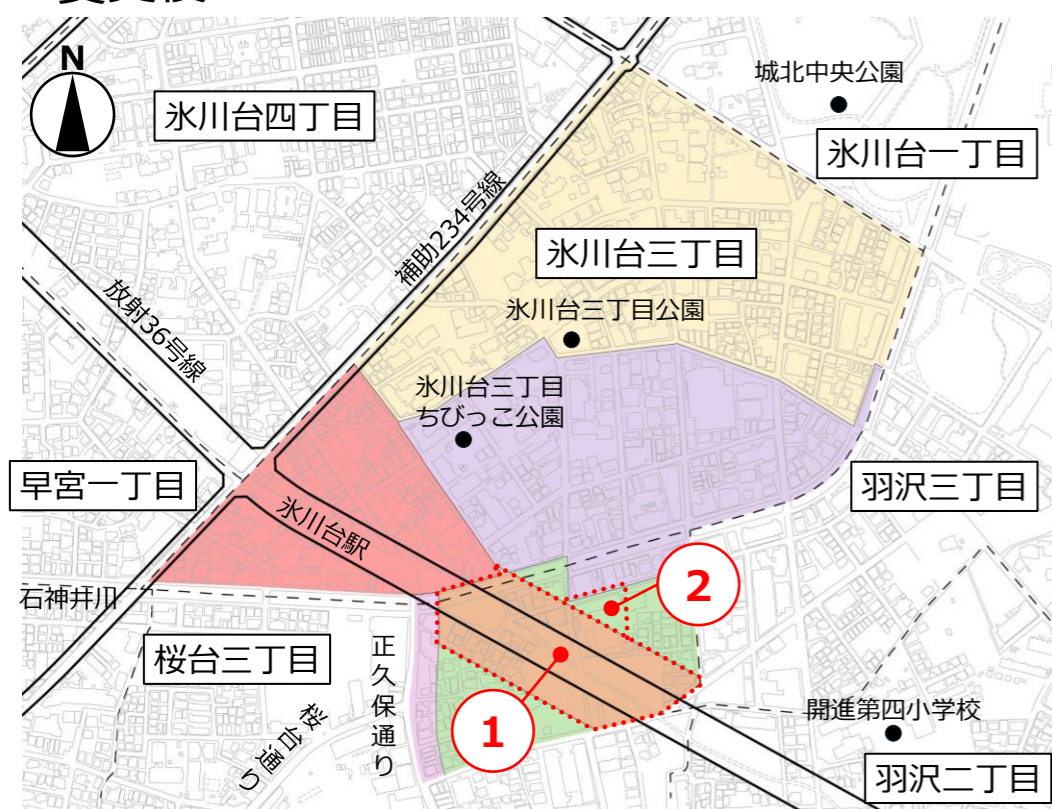 N
城北中央公園
氷川台四丁目
氷川台一丁目
補助234号線
氷川台三丁目
放射36号線
氷川台三丁目公園
氷川台三丁目
ちびっこ公園
早宮一丁目
羽沢三丁目
氷川台駅
2
石神井川
桜台三丁目
正久保通り
1
桜台通り
開進第四小学校
羽沢二丁目